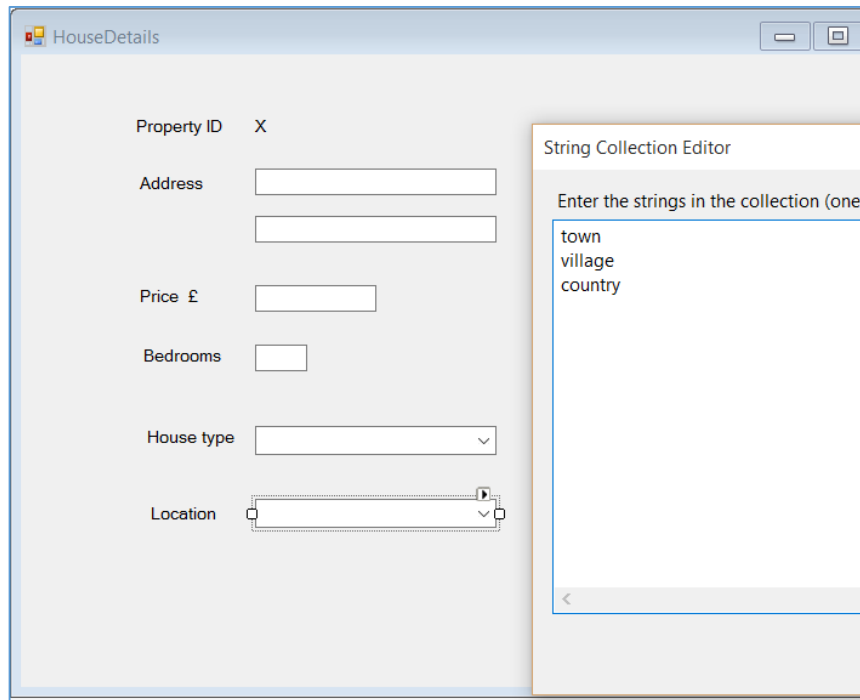 HouseDetails
Property ID X
Address
Price £
Bedrooms
House type
Location
String Collection Editor
Enter the strings in the collection (one
town
village
country